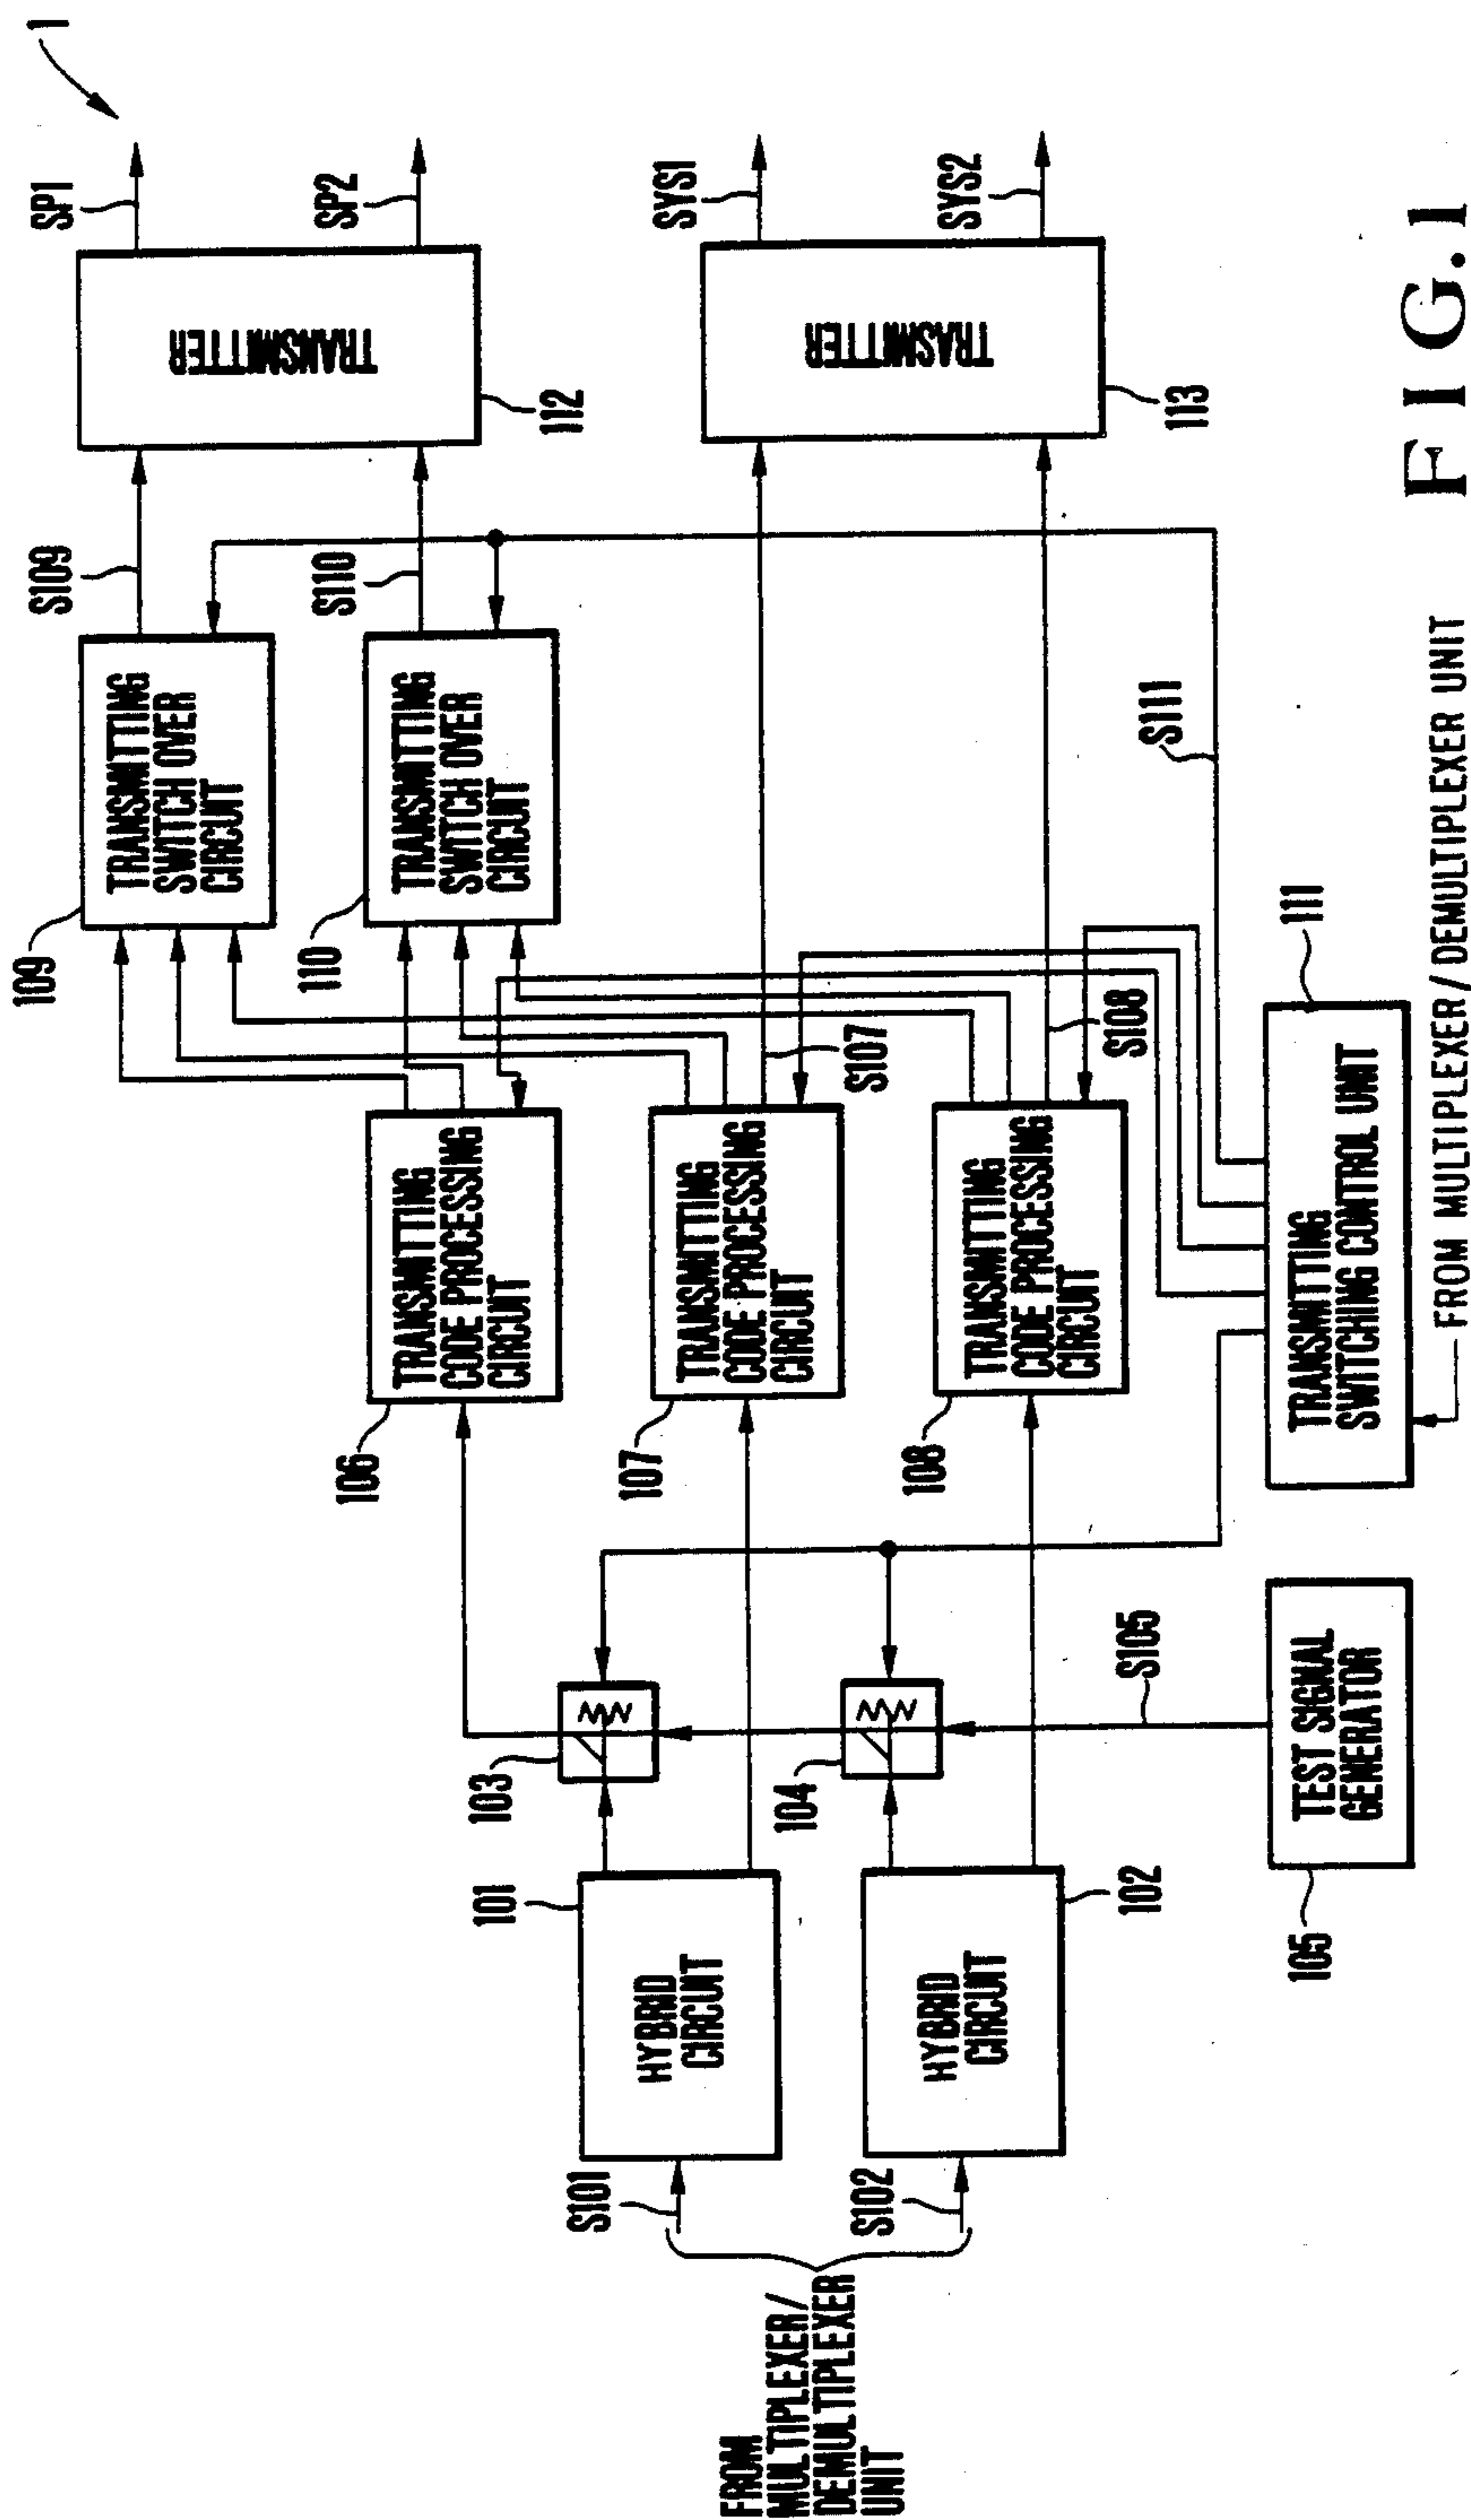 1
SP1
SP2
SYS1
SYS2
TRANSMITTER
112
TRASMITTER
113
S109
S110
109
TRANSMITTING
SWITCH OVER
CIRCUIT
110
TRANSMITTING
SWITCH OVER
CIRCUIT
S107
S108
S111
106
TRANSMITTING
CODE PROCESSING
CIRCUIT
107
TRANSMITTING
CODE PROCESSING
CIRCUIT
108
TRANSMITTING
CODE PROCESSING
CIRCUIT
111
TRANSMITTING
SWITCHING CONTROL UNIT
FROM MULTIPLEXER/DEMULTIPLEXER UNIT
103
104
S105
101
HYBRID
CIRCUIT
102
HYBRID
CIRCUIT
105
TEST SIGNAL
GENERATOR
S101
S102
FROM
MULTIPLEXER/
DEMULTIPLEXER
UNIT
FIG.1